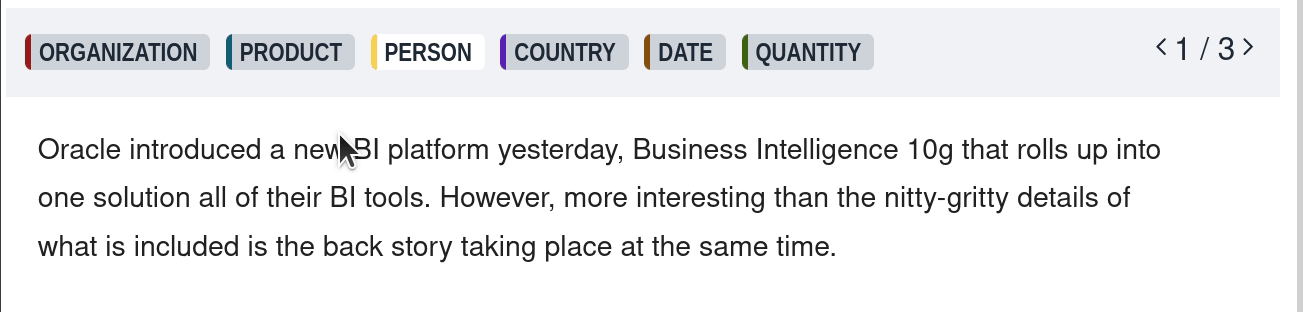 ORGANIZATION PRODUCT PERSON COUNTRY DATE QUANTITY < 1 / 3 >
Oracle introduced a new BI platform yesterday, Business Intelligence 10g that rolls up into
one solution all of their BI tools. However, more interesting than the nitty-gritty details of
what is included is the back story taking place at the same time.